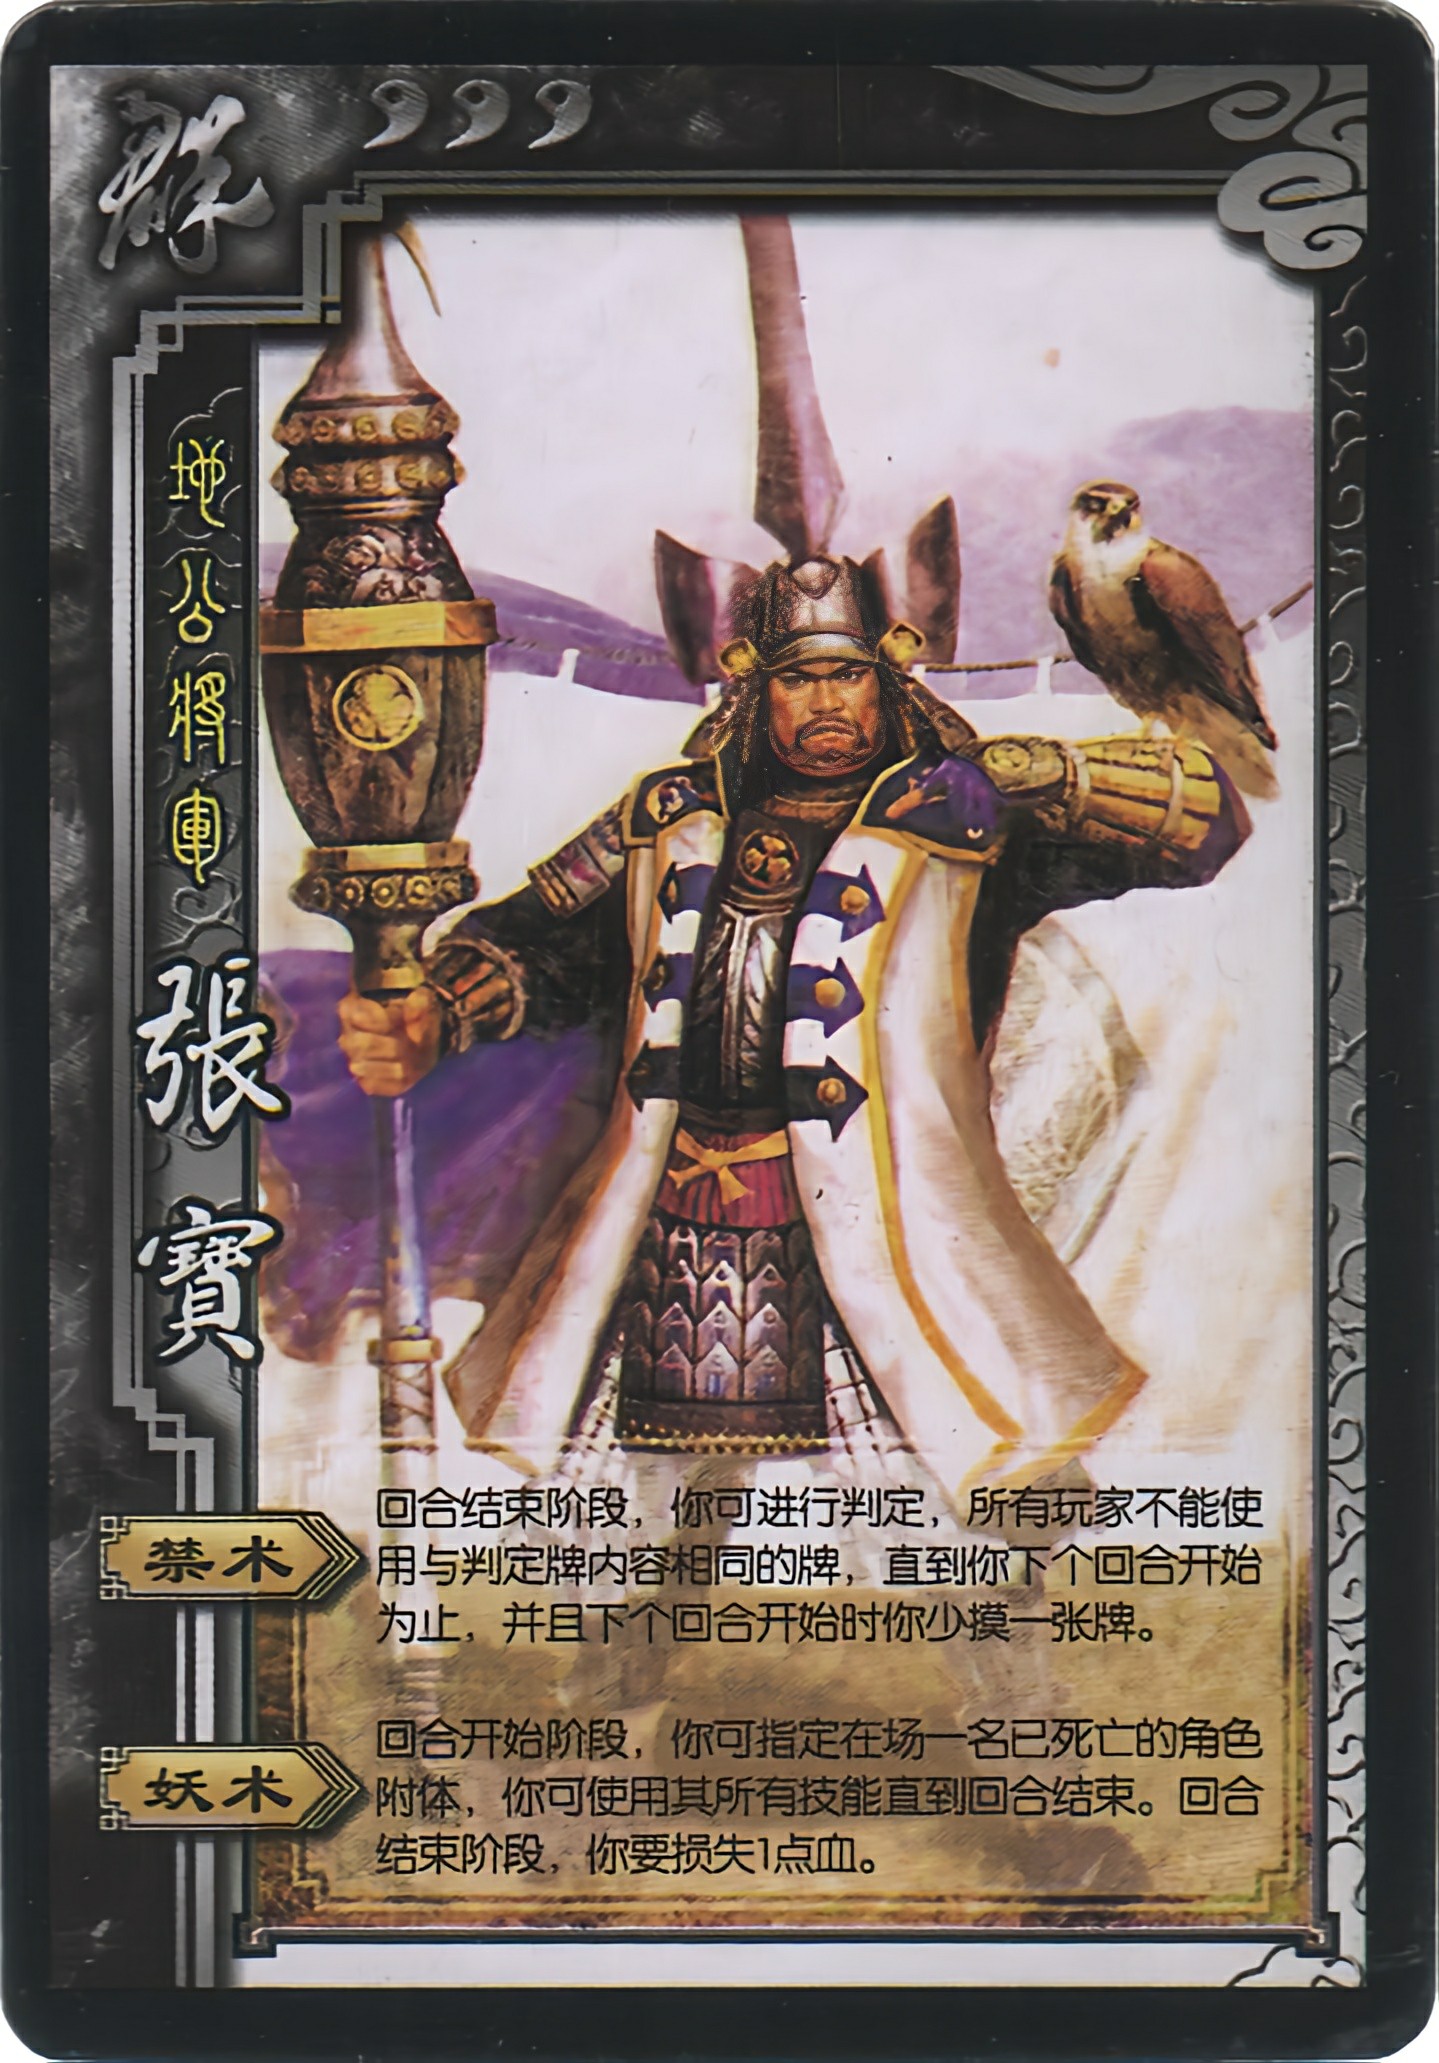 群
地公將軍
張寶
禁术
回合结束阶段，你可进行判定，所有玩家不能使
用与判定牌内容相同的牌，直到你下个回合开始
为止，并且下个回合开始时你少摸一张牌。
妖术
回合开始阶段，你可指定在场一名已死亡的角色
附体，你可使用其所有技能直到回合结束。回合
结束阶段，你要损失1点血。